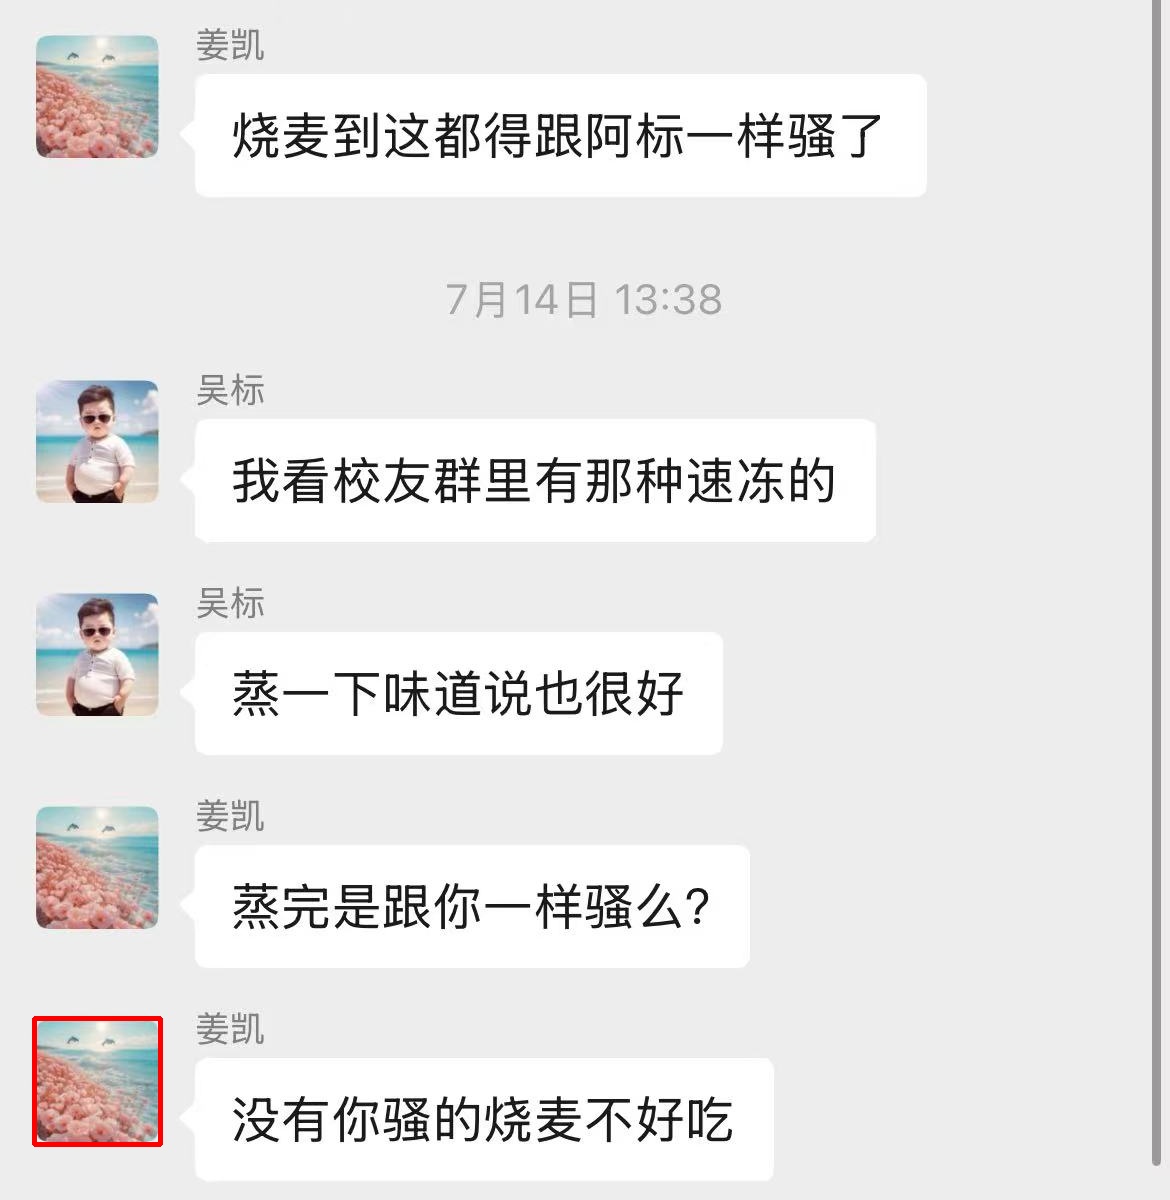 姜凯
烧麦到这都得跟阿标一样骚了
7月14日 13:38
吴标
我看校友群里有那种速冻的
吴标
蒸一下味道说也很好
姜凯
蒸完是跟你一样骚么?
姜凯
没有你骚的烧麦不好吃